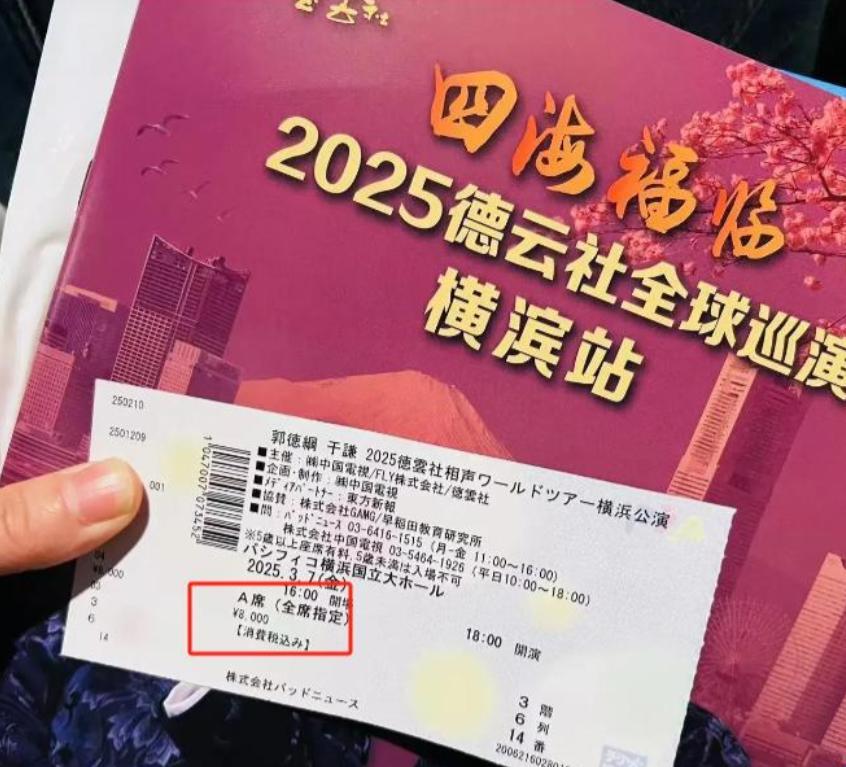 四海福临
2025德云社全球巡演
横滨站
250210
2501209
001
郭徳綱 于謙 2025徳雲社相声ワールドツアー横浜公演
■主催：㈱中国電視/FLY株式会社/徳雲社
■企画・制作：㈱中国電視
■メディアパートナー：東方新報
■協賛：株式会社GAMG/早稲田教育研究所
■問：バッドニュース 03-6416-1515 (月-金 11:00～16:00)
株式会社中国電視 03-5464-1926 (平日10:00～18:00)
※5歳以上座席有料、5歳未満は入場不可
パシフィコ横浜国立大ホール
2025.3.7(金)
16:00 開場
18:00 開演
A席 (全席指定)
¥8,000
【消費税込み】
3 階
6 列
14 番
株式会社バッドニュース
3
6
14